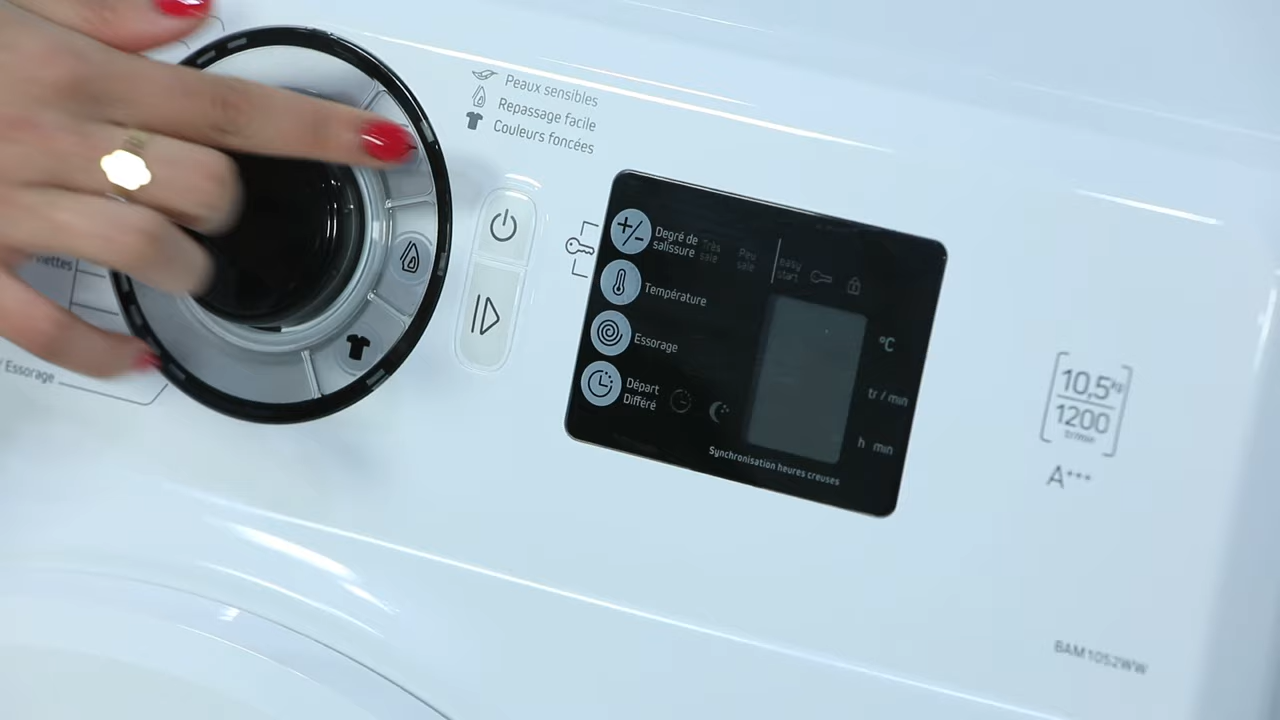 Peaux sensibles
Repassage facile
Couleurs foncées
Degré de
salissure
Très
sale
Peu
sale
easy
start
Température
°C
Essorage
tr / min
Départ
Différé
h min
Synchronisation heures creuses
/ Essorage
10,5kg
1200
tr/min
A+++
BAM1052WW